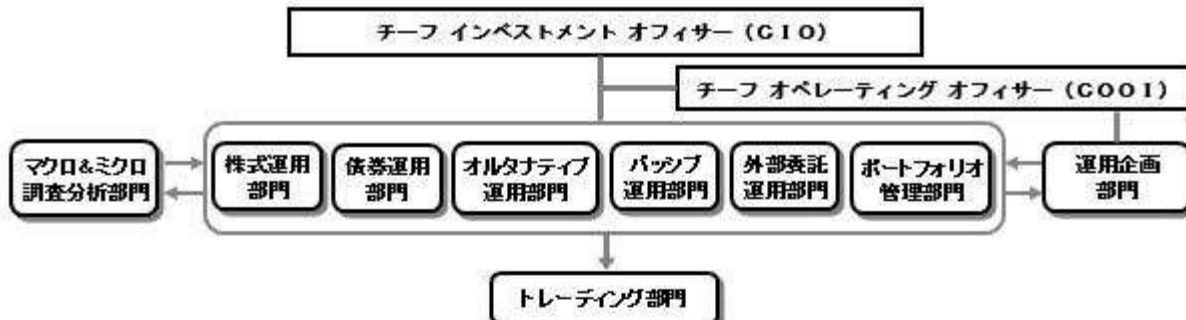 チーフ インベストメント オフィサー (CIO)
チーフ オペレーティング オフィサー (COOI)
マクロ&ミクロ
調査分析部門
株式運用
部門
債券運用
部門
オルタナティブ
運用部門
パッシブ
運用部門
外部委託
運用部門
ポートフォリオ
管理部門
運用企画
部門
トレーディング部門